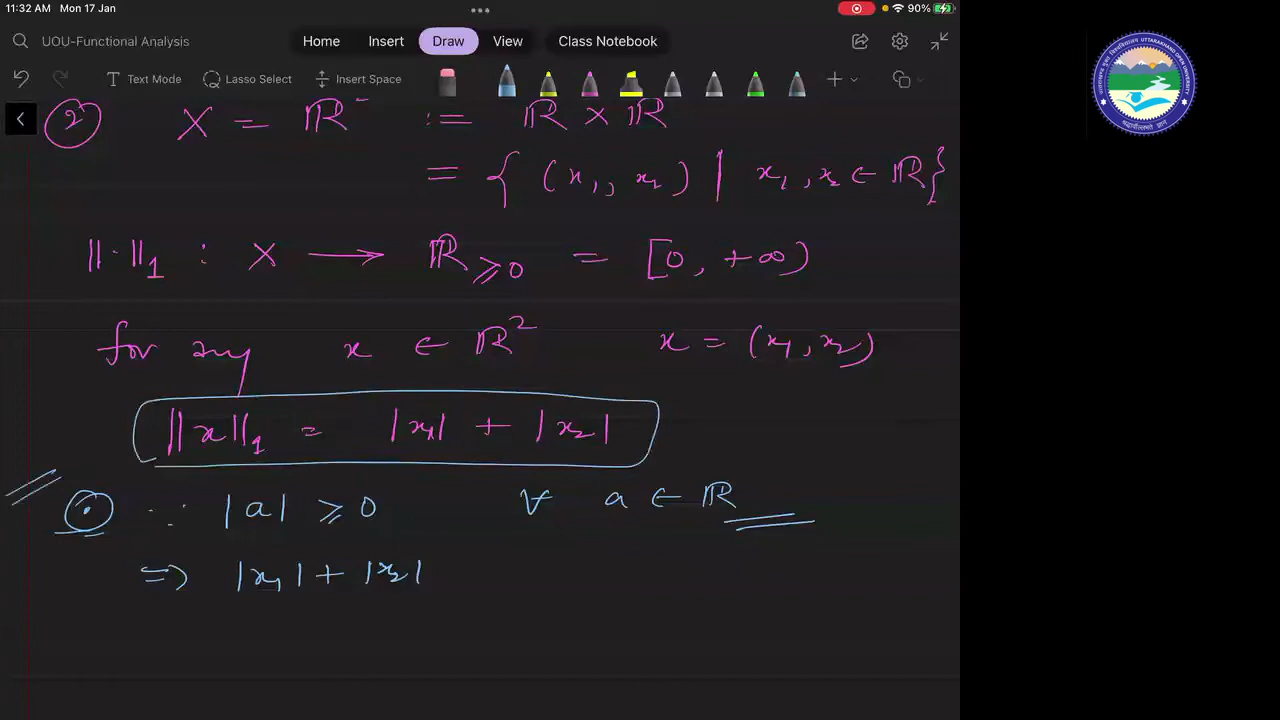 11:32 AM Mon 17 Jan
90%
UOU-Functional Analysis
Home Insert Draw View Class Notebook
Text Mode Lasso Select Insert Space
② X = ℝ² := ℝ × ℝ
= { (x₁, x₂) | x₁, x₂ ∈ ℝ}
||·||₁ : X ⟶ ℝ≥0 = [0, +∞)
for any x ∈ ℝ² x = (x₁, x₂)
||x||₁ = |x₁| + |x₂|
⊙ ∵ |a| ≥ 0 ∀ a ∈ ℝ
⇒ |x₁| + |x₂|